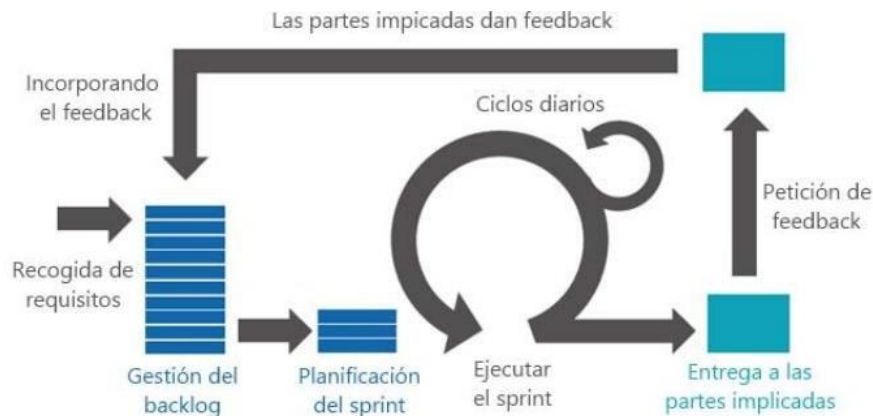 Las partes impicadas dan feedback
Incorporando
el feedback
Ciclos diarios
Petición de
feedback
Recogida de
requisitos
Gestión del
backlog
Planificación
del sprint
Ejecutar
el sprint
Entrega a las
partes implicadas